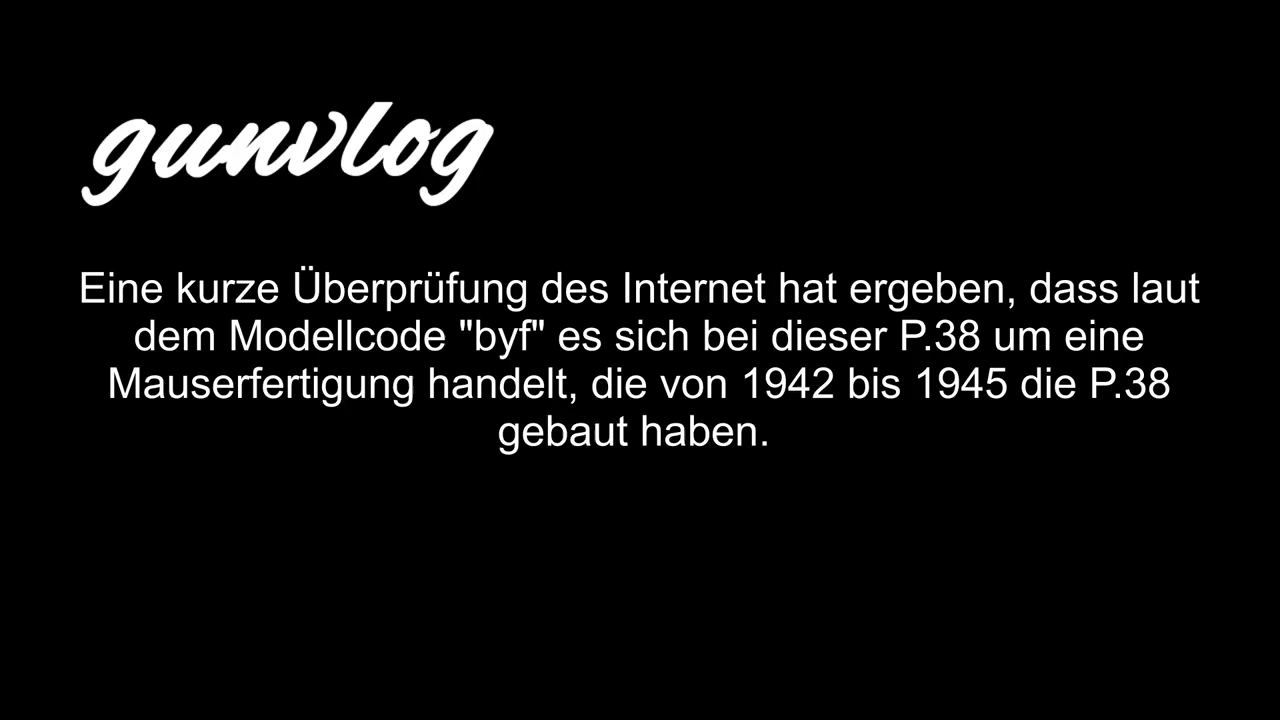 gunvlog
Eine kurze Überprüfung des Internet hat ergeben, dass laut
dem Modellcode "byf" es sich bei dieser P.38 um eine
Mauserfertigung handelt, die von 1942 bis 1945 die P.38
gebaut haben.